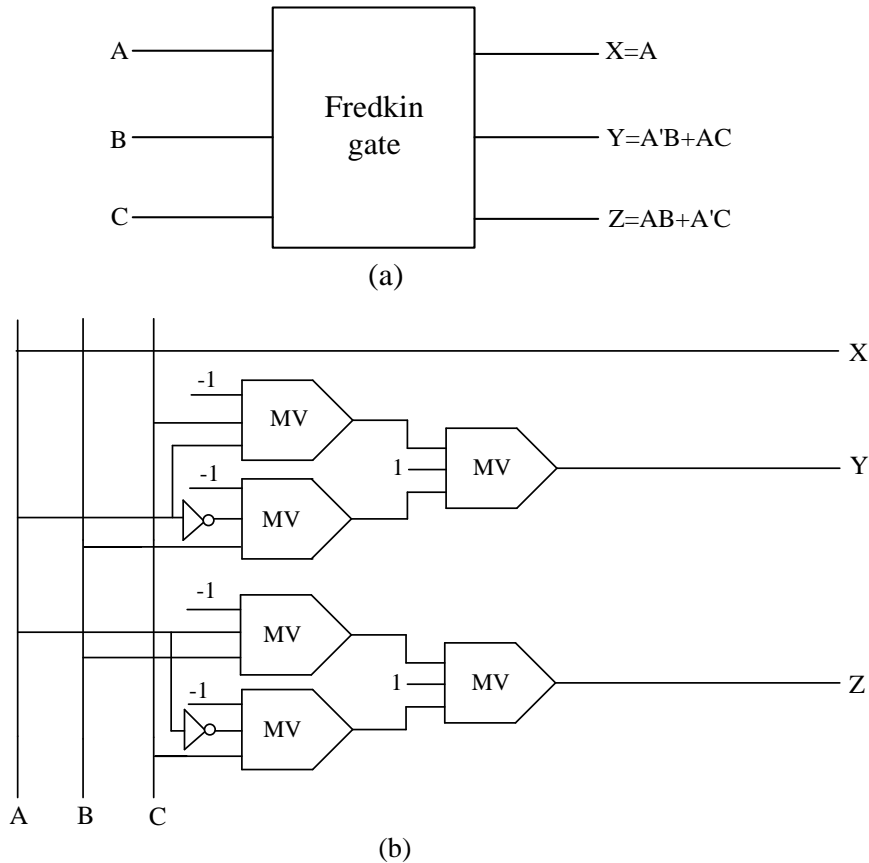 A
X=A
Fredkin
gate
B
Y=A'B+AC
C
Z=AB+A'C
(a)
X
-1
MV
MV
1
Y
-1
MV
-1
MV
MV
1
Z
-1
MV
A B C
(b)